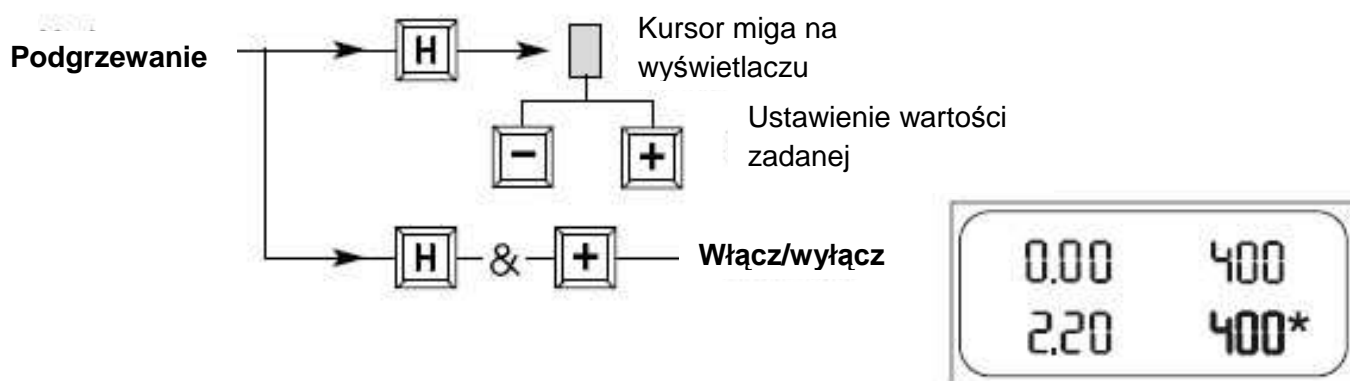 Podgrzewanie
H
Kursor miga na
wyświetlaczu
- +
Ustawienie wartości
zadanej
H & + Włącz/wyłącz
0.00 400
2.20 400*